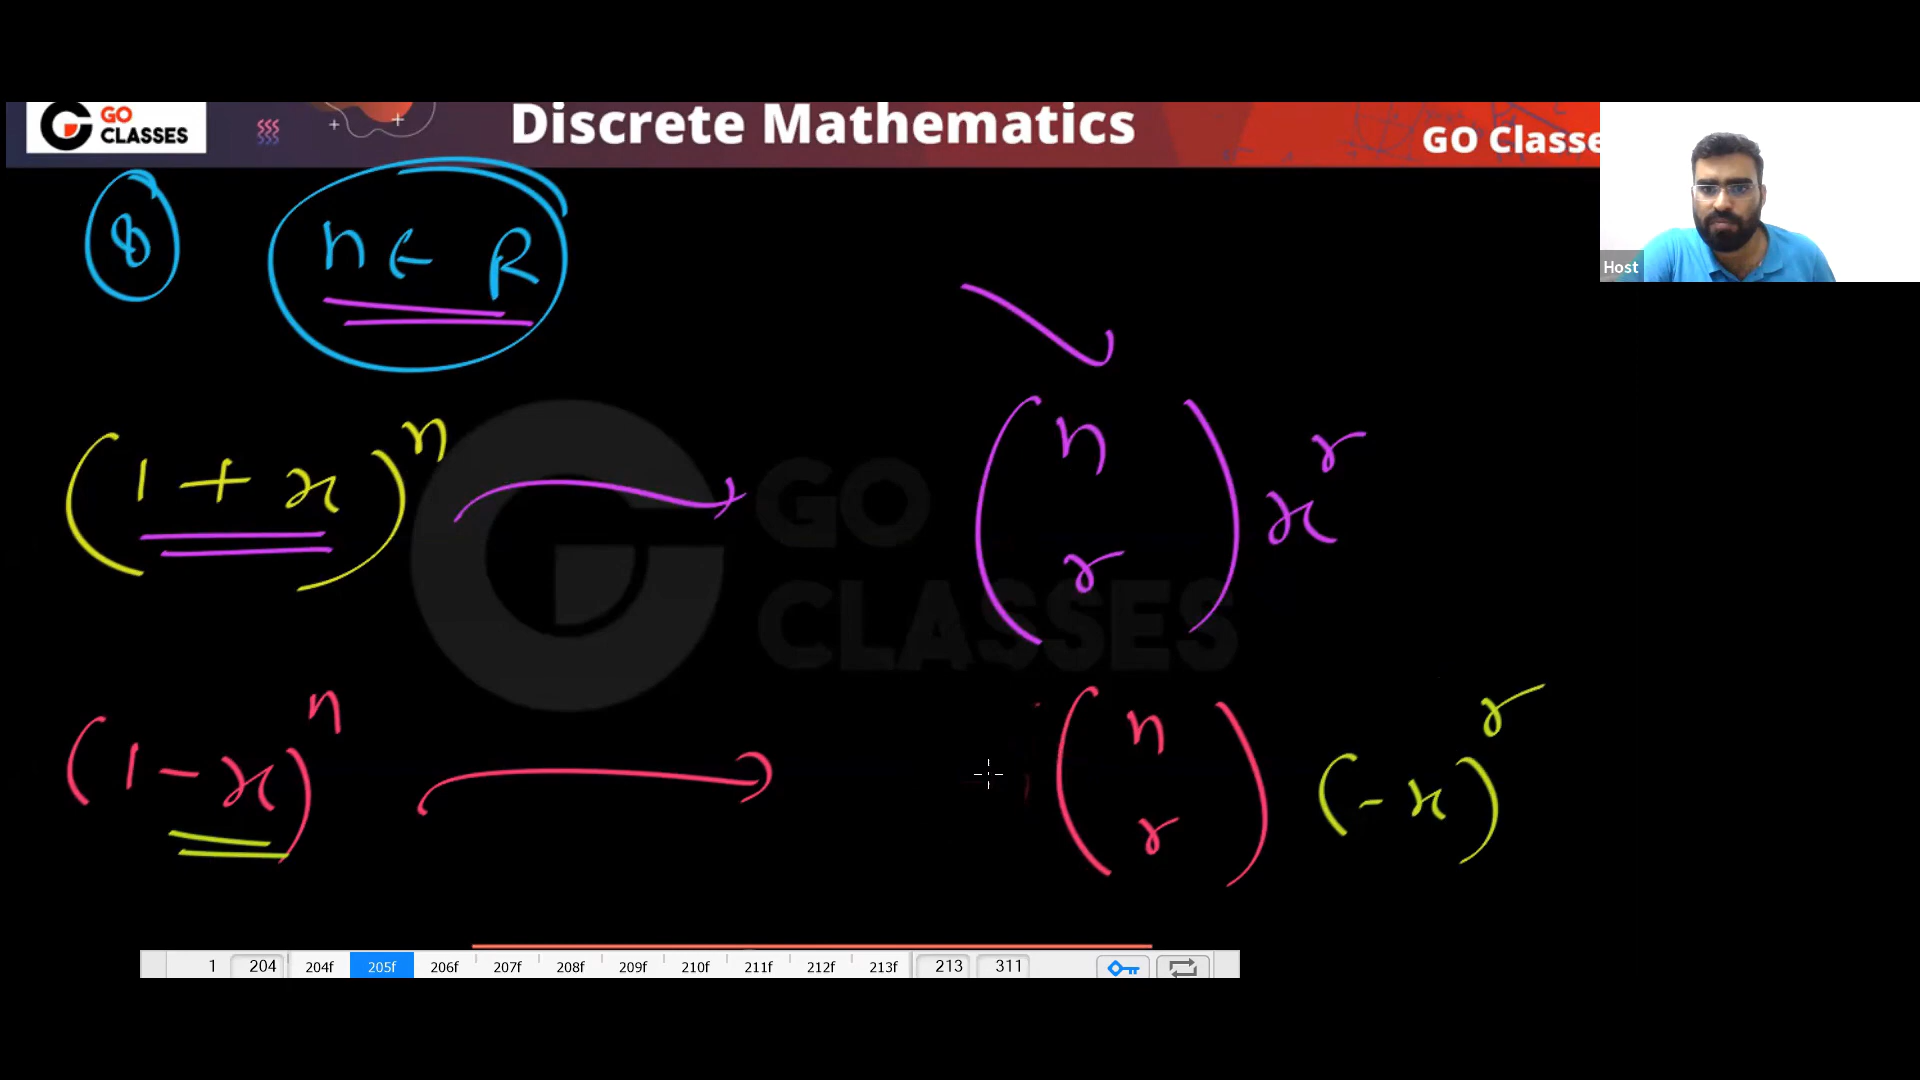 GO CLASSES
Discrete Mathematics
GO Classe
8 n ∈ R
(1 + x)^n → (n r) x^r
GO
CLASSES
(1 - x)^n → (n r) (-x)^r
Host
1 204 204f 205f 206f 207f 208f 209f 210f 211f 212f 213f 213 311